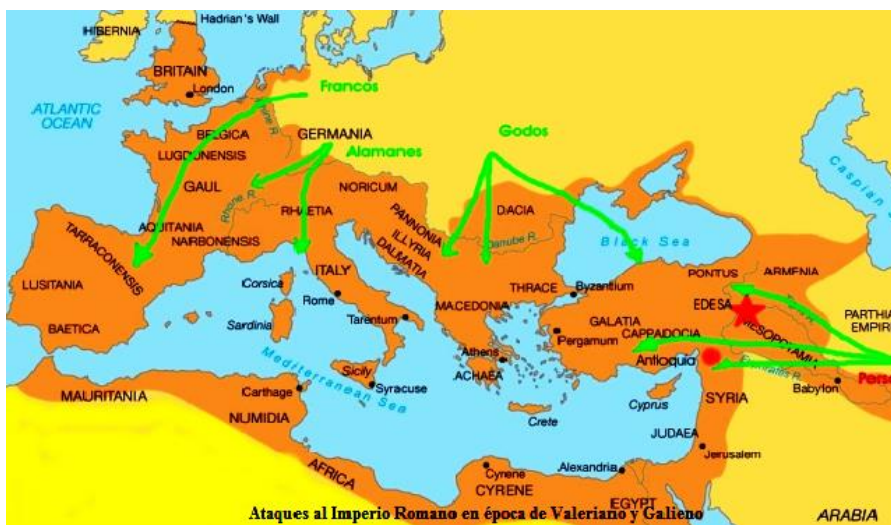 Hadrian's Wall
HIBERNIA
BRITAIN
London
ATLANTIC
OCEAN
Francos
Rhine R.
BELGICA
GERMANIA
Godos
LUGDUNENSIS
Alamanes
GAUL
NORICUM
Rhone R.
RHAETIA
DACIA
Caspian
AQUITANIA
PANNONIA
NARBONENSIS
ILLYRIA
Danube R.
Black Sea
TARRACONENSIS
DALMATIA
ITALY
PONTUS
ARMENIA
LUSITANIA
Corsica
THRACE
Byzantium
Rome
MACEDONIA
EDESA
PARTHIAN
EMPIRE
GALATIA
MESOPOTAMIA
BAETICA
Sardinia
Tarentum
CAPPADOCIA
Pergamum
Athens
Antioquia
Euphrates R.
Mediterranean Sea
Sicily
ACHAEA
Persa
Babylon
MAURITANIA
Carthage
Syracuse
SYRIA
Cyprus
NUMIDIA
Crete
JUDAEA
Jerusalem
AFRICA
Cyrene
Alexandria
CYRENE
EGYPT
ARABIA
Ataques al Imperio Romano en época de Valeriano y Galieno